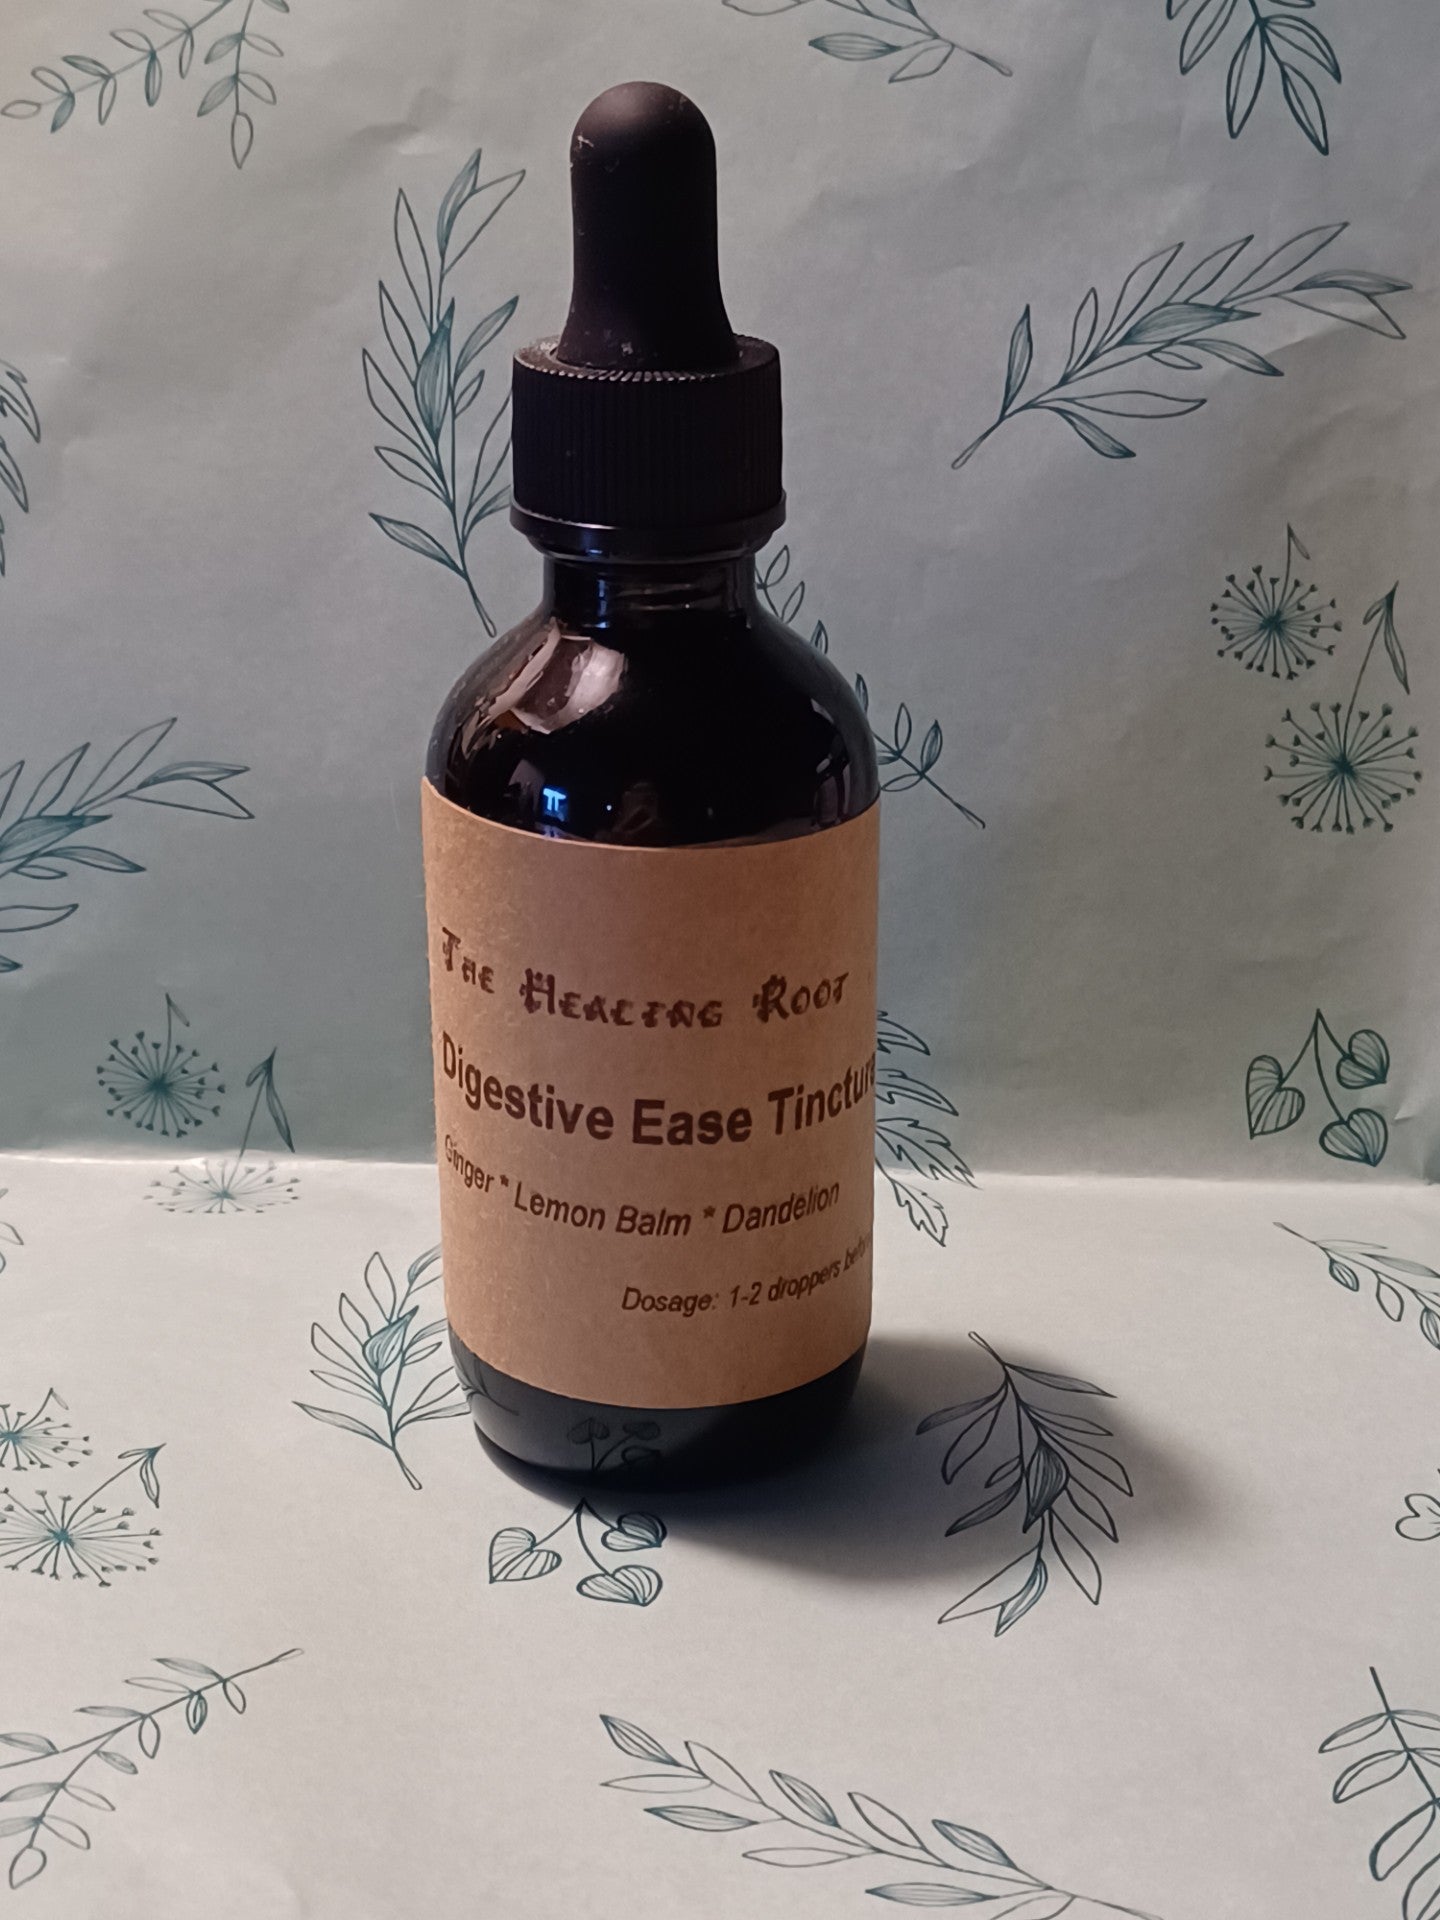 The Healing Root
Digestive Ease Tincture
Ginger * Lemon Balm * Dandelion
Dosage: 1-2 droppers